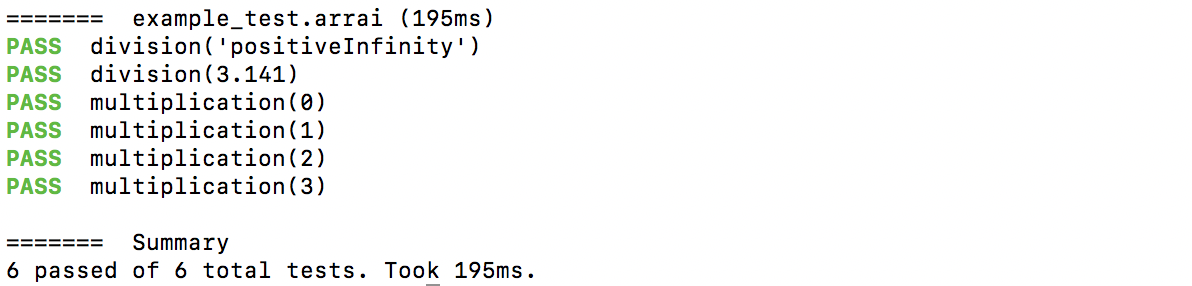 =======  example_test.arrai (195ms)
PASS  division('positiveInfinity')
PASS  division(3.141)
PASS  multiplication(0)
PASS  multiplication(1)
PASS  multiplication(2)
PASS  multiplication(3)
=======  Summary
6 passed of 6 total tests. Took 195ms.